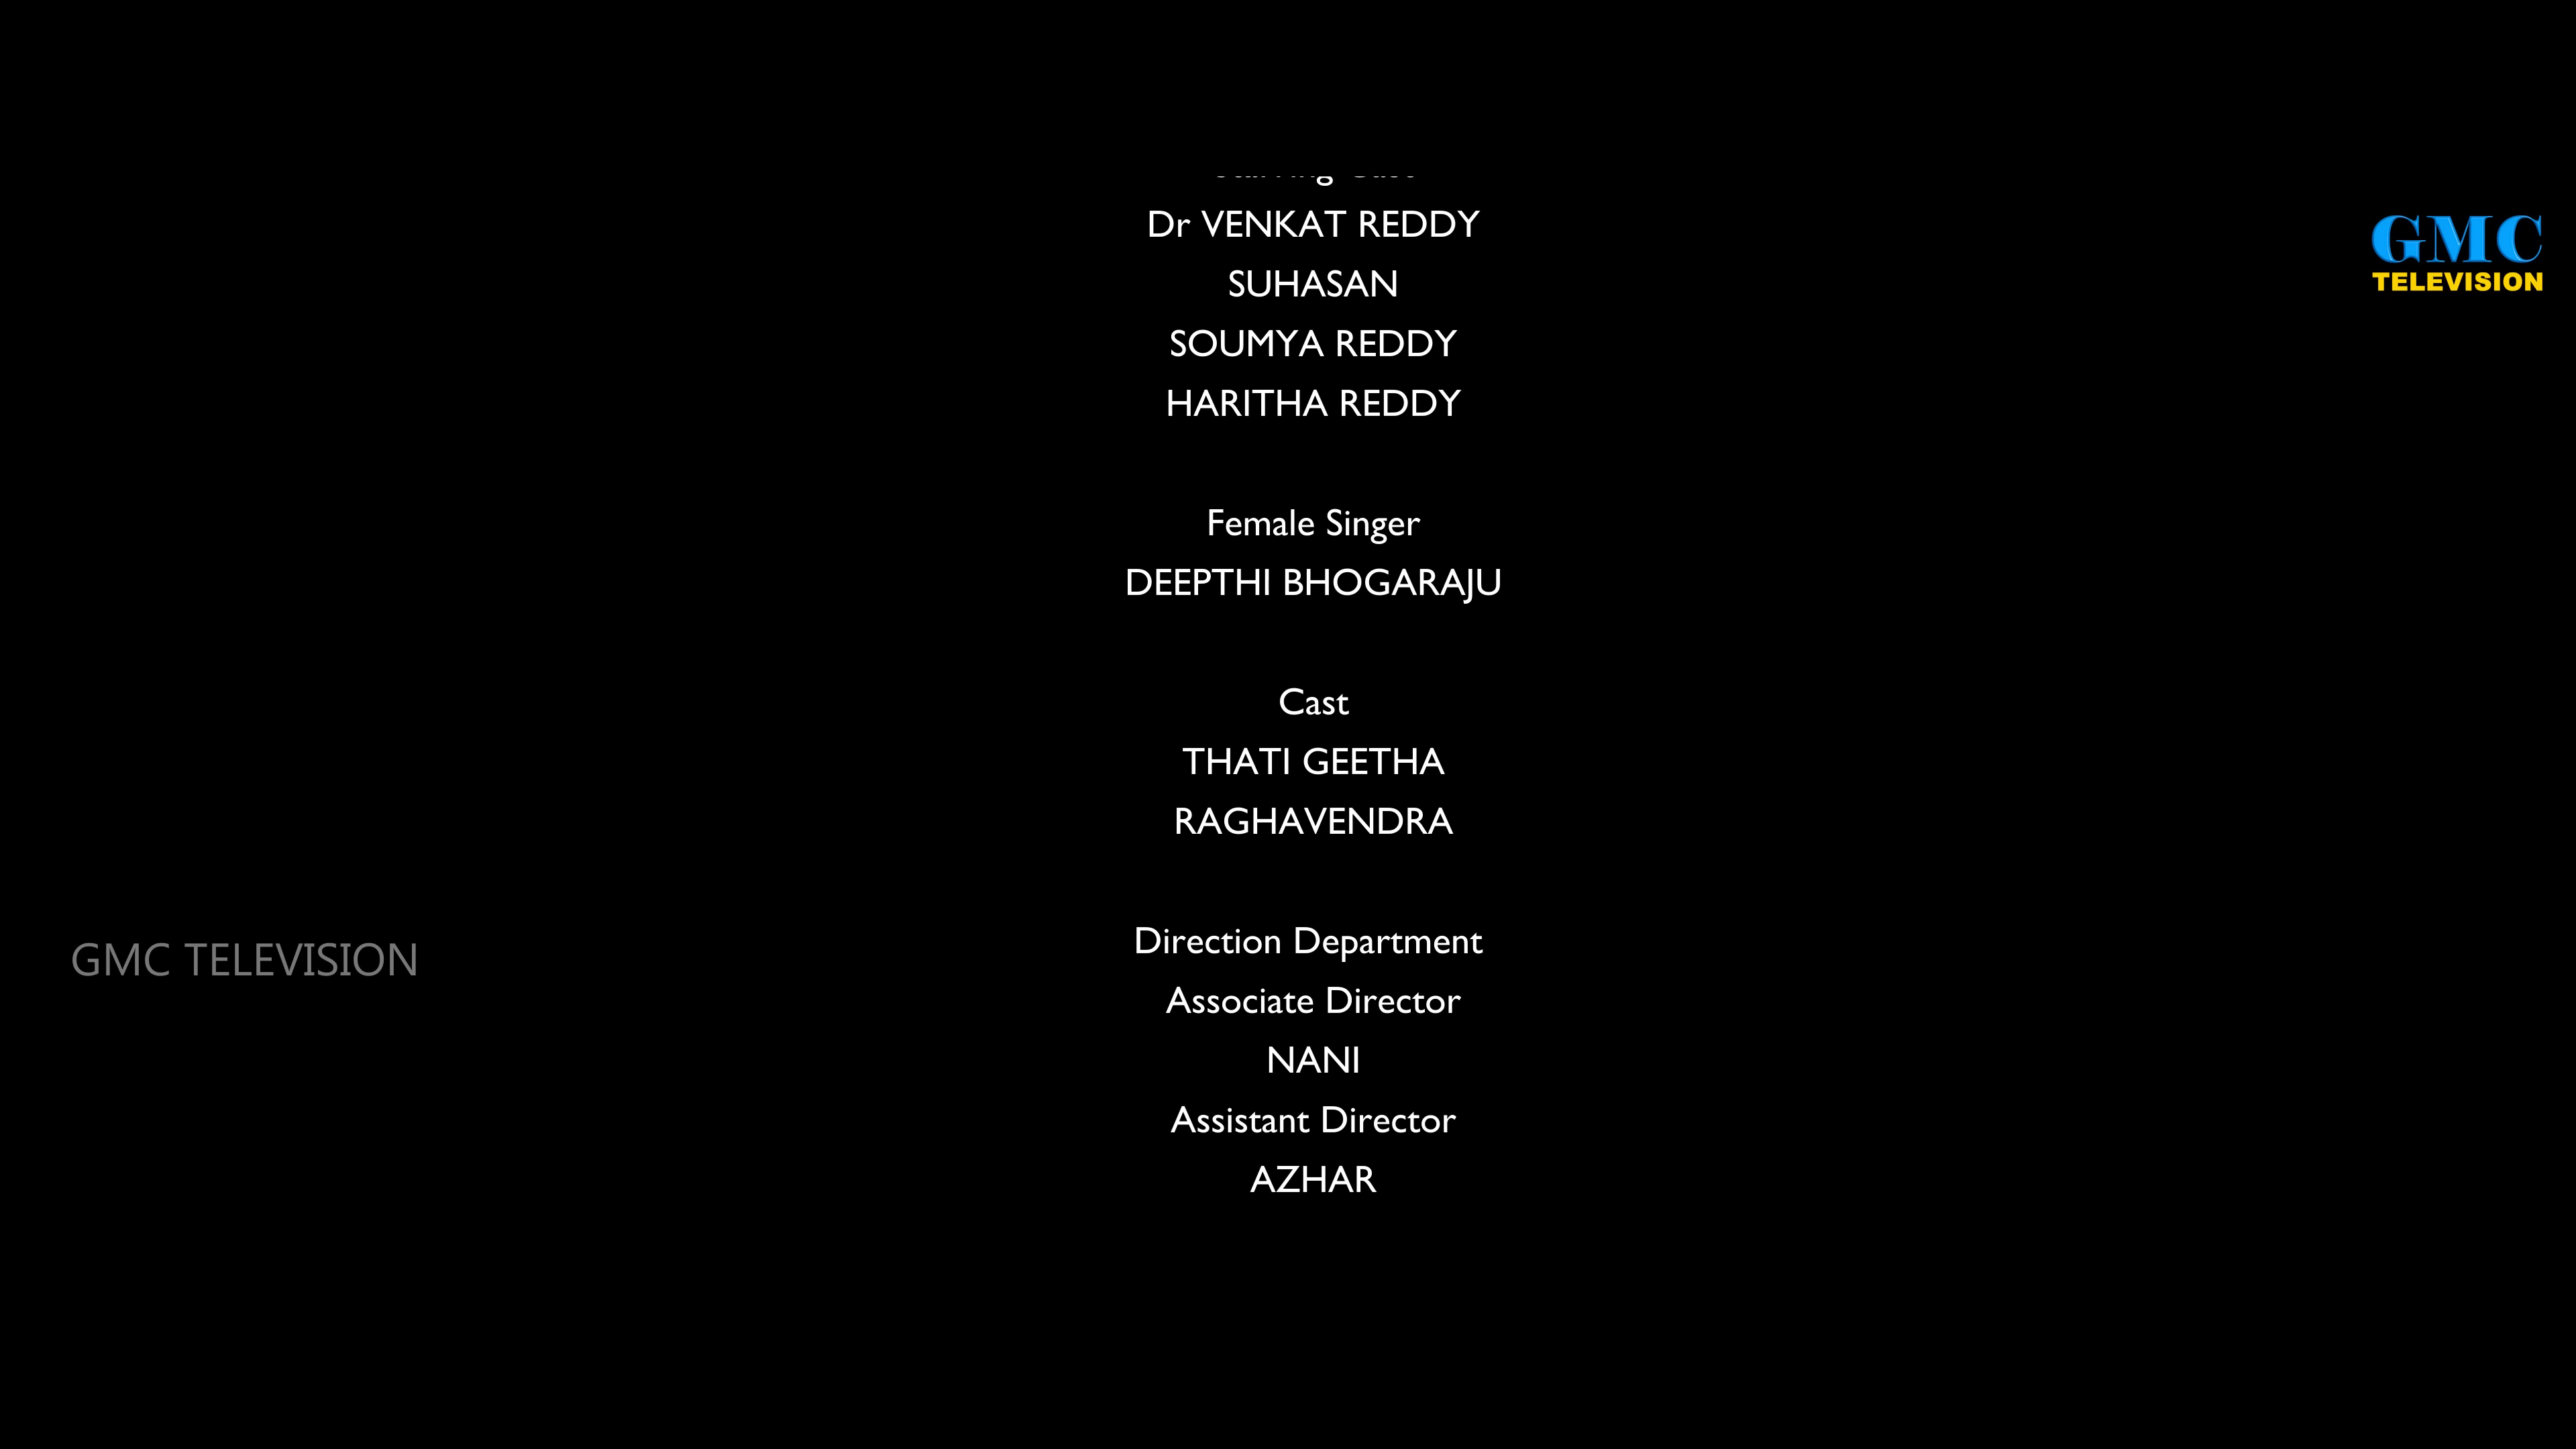 Dr VENKAT REDDY
SUHASAN
SOUMYA REDDY
HARITHA REDDY
Female Singer
DEEPTHI BHOGARAJU
Cast
THATI GEETHA
RAGHAVENDRA
Direction Department
Associate Director
NANI
Assistant Director
AZHAR
GMC
TELEVISION
GMC TELEVISION